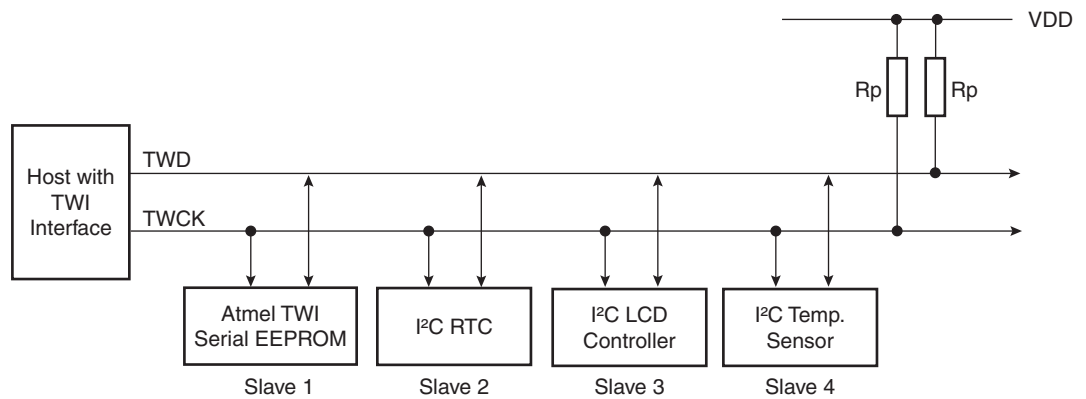 VDD
Rp
Rp
Host with
TWI
Interface
TWD
TWCK
Atmel TWI
Serial EEPROM
I²C RTC
I²C LCD
Controller
I²C Temp.
Sensor
Slave 1
Slave 2
Slave 3
Slave 4